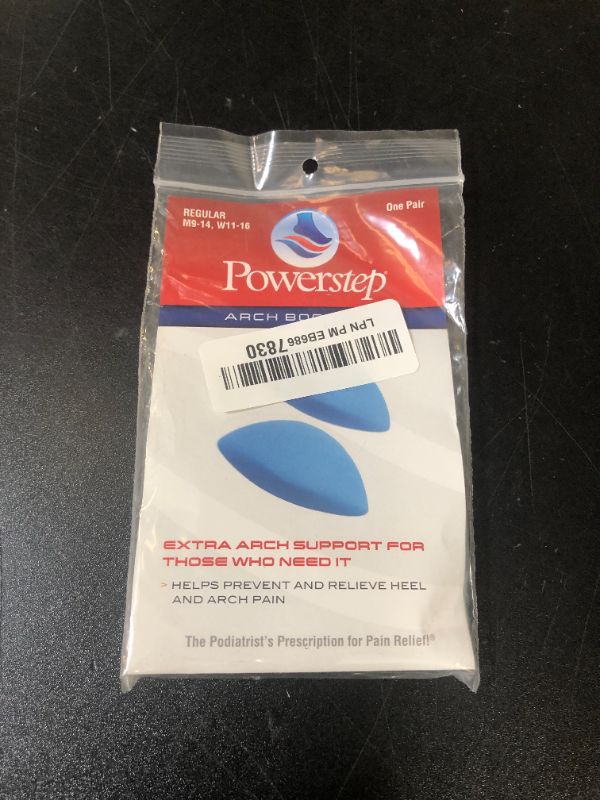 REGULAR
M9-14, W11-16
One Pair
Powerstep®
ARCH
LPN PM EB686 7830
EXTRA ARCH SUPPORT FOR
THOSE WHO NEED IT
> HELPS PREVENT AND RELIEVE HEEL
AND ARCH PAIN
The Podiatrist's Prescription for Pain Relief!®